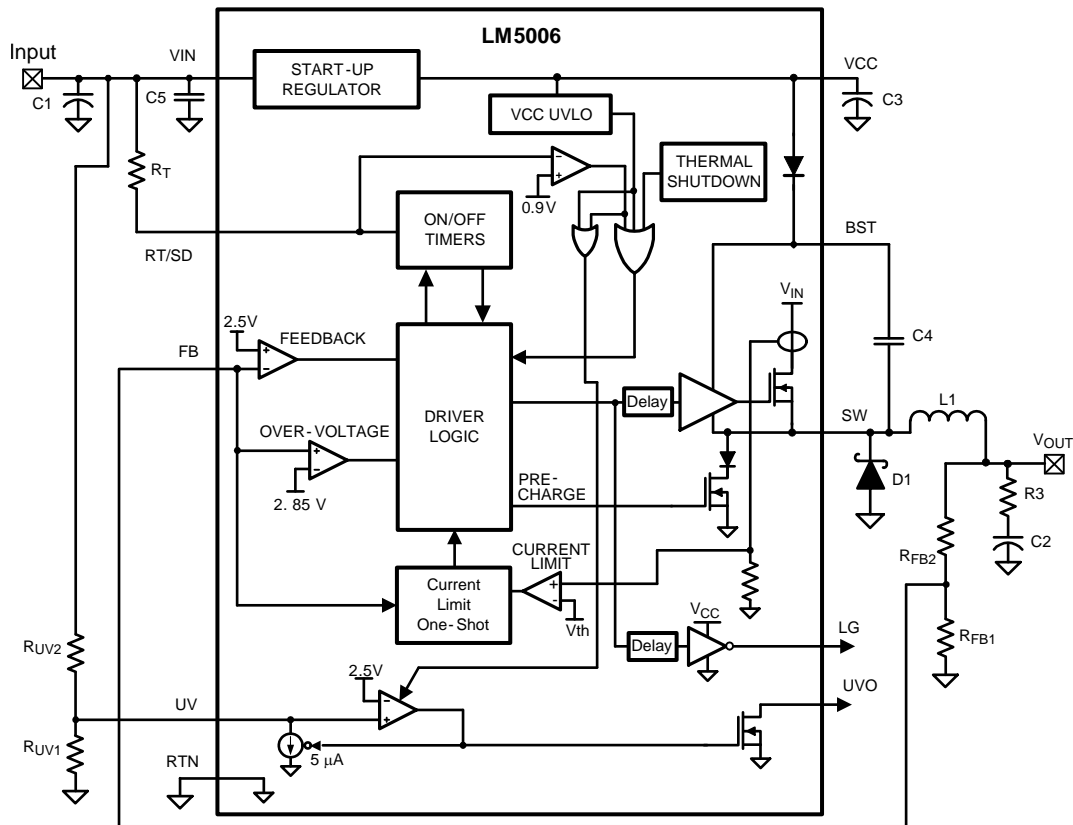 LM5006
Input
VIN
START-UP
REGULATOR
VCC
C1
C5
C3
VCC UVLO
RT
THERMAL
SHUTDOWN
0.9V
ON/OFF
TIMERS
RT/SD
BST
VIN
2.5V
FEEDBACK
FB
C4
DRIVER
LOGIC
Delay
L1
SW
OVER-VOLTAGE
VOUT
D1
R3
2. 85 V
PRE-
CHARGE
C2
RFB2
CURRENT
LIMIT
Current
Limit
One-Shot
Vth
VCC
LG
RFB1
Delay
RUV2
2.5V
UVO
UV
RUV1
5 μA
RTN